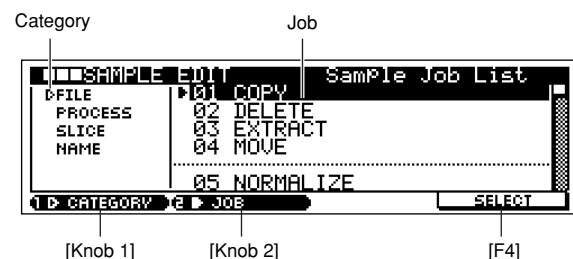 Category Job
SAMPLE EDIT Sample Job List
FILE 01 COPY
PROCESS 02 DELETE
SLICE 03 EXTRACT
NAME 04 MOVE
05 NORMALIZE
1 CATEGORY 2 JOB SELECT
[Knob 1] [Knob 2] [F4]